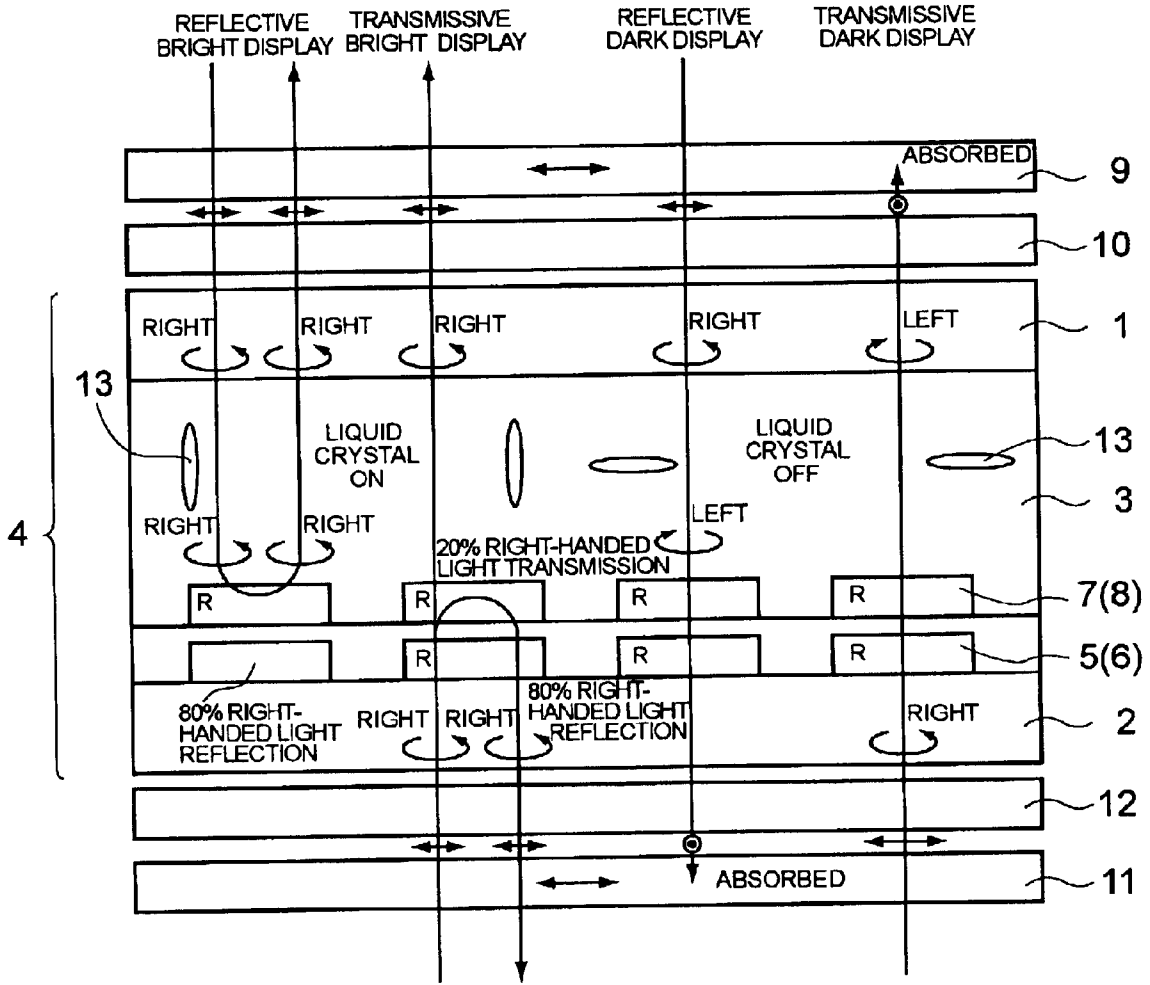 REFLECTIVE
BRIGHT DISPLAY
TRANSMISSIVE
BRIGHT DISPLAY
REFLECTIVE
DARK DISPLAY
TRANSMISSIVE
DARK DISPLAY
ABSORBED
9
10
RIGHT
RIGHT
RIGHT
RIGHT
LEFT
1
13
LIQUID
CRYSTAL
ON
LIQUID
CRYSTAL
OFF
13
3
4
RIGHT
RIGHT
LEFT
20% RIGHT-HANDED
LIGHT TRANSMISSION
R
R
R
R
7(8)
R
R
R
5(6)
80% RIGHT-
HANDED LIGHT
REFLECTION
RIGHT
RIGHT
80% RIGHT-
HANDED LIGHT
REFLECTION
RIGHT
2
12
ABSORBED
11